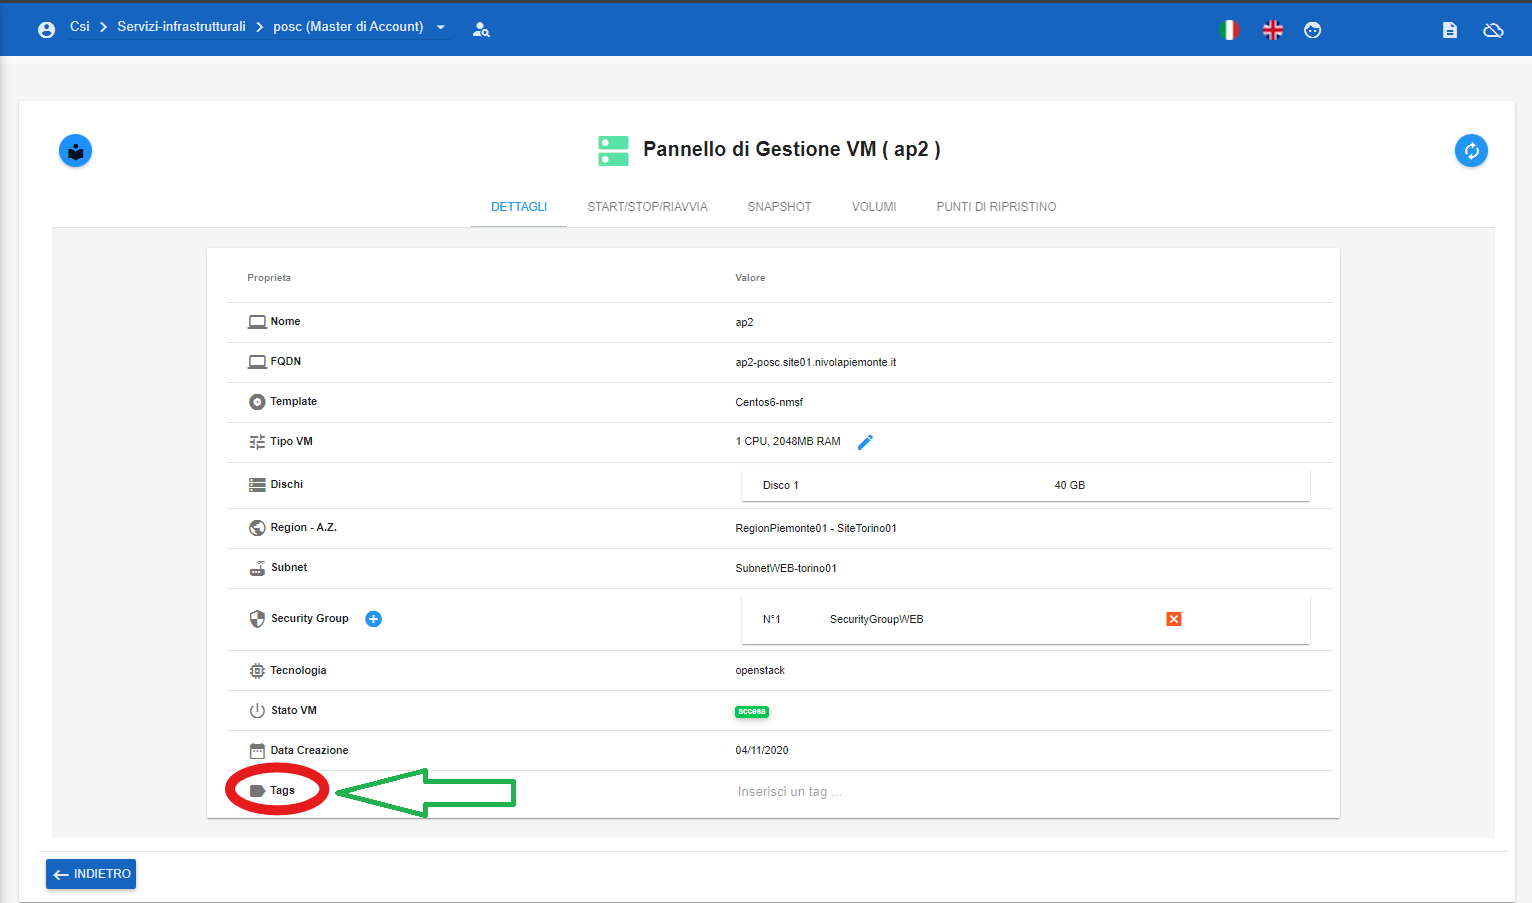 Csi > Servizi-infrastrutturali > posc (Master di Account)
Pannello di Gestione VM ( ap2 )
DETTAGLI START/STOP/RIAVVIA SNAPSHOT VOLUMI PUNTI DI RIPRISTINO
Proprieta Valore
Nome ap2
FQDN ap2-posc.site01.nivolapiemonte.it
Template Centos6-nmsf
Tipo VM 1 CPU, 2048MB RAM
Dischi Disco 1 40 GB
Region - A.Z. RegionPiemonte01 - SiteTorino01
Subnet SubnetWEB-torino01
Security Group N°1 SecurityGroupWEB
Tecnologia openstack
Stato VM accesa
Data Creazione 04/11/2020
Tags Inserisci un tag ...
INDIETRO